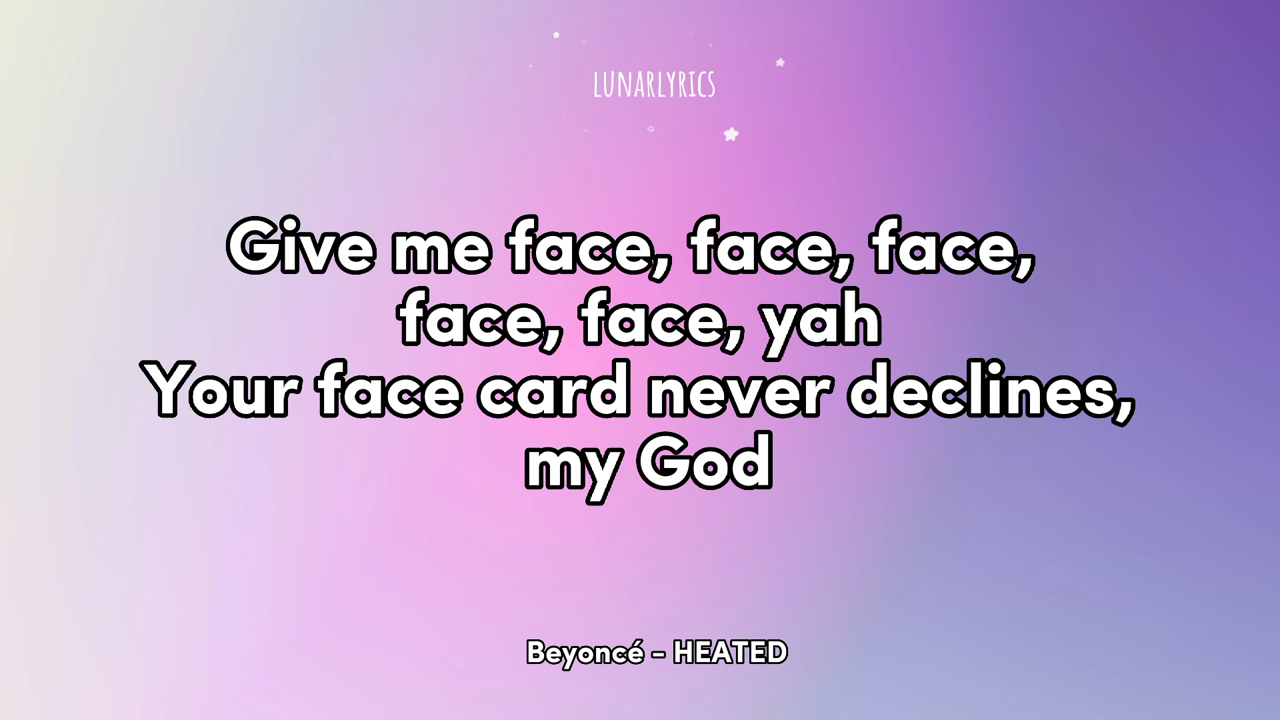 LUNARLYRICS
Give me face, face, face,
face, face, yah
Your face card never declines,
my God
Beyoncé - HEATED